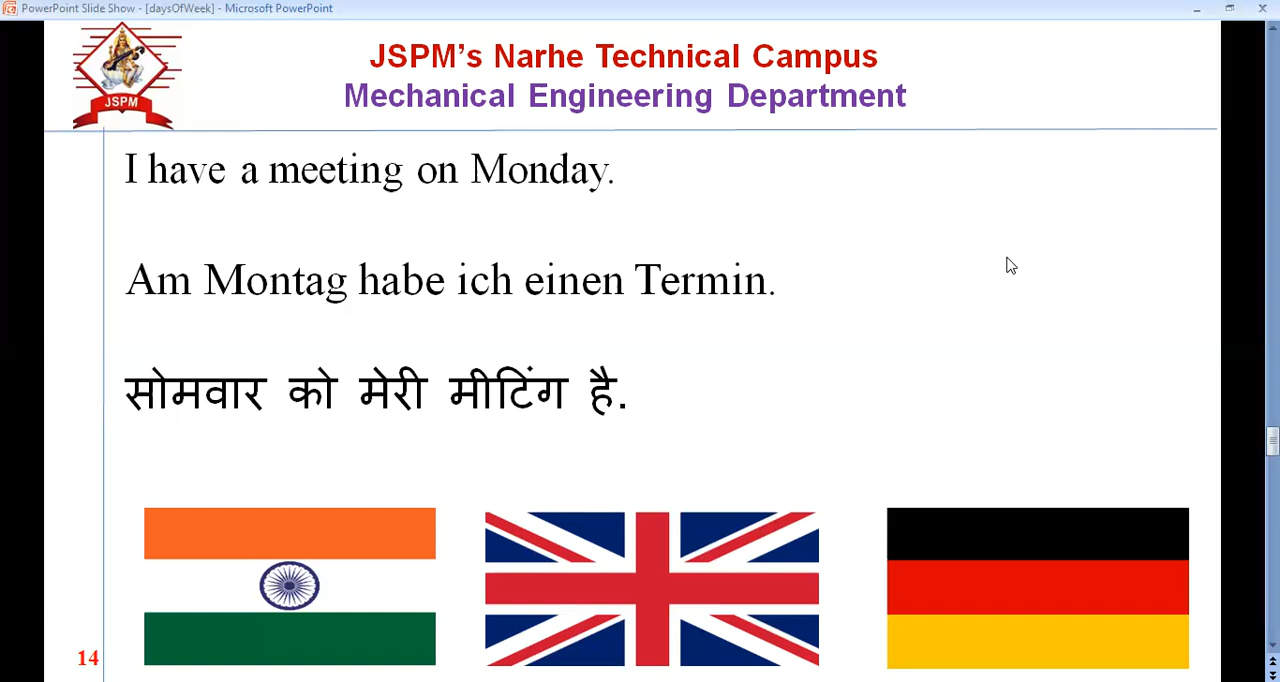 PowerPoint Slide Show - [daysOfWeek] - Microsoft PowerPoint
JSPM
JSPM's Narhe Technical Campus
Mechanical Engineering Department
I have a meeting on Monday.
Am Montag habe ich einen Termin.
सोमवार को मेरी मीटिंग है.
14